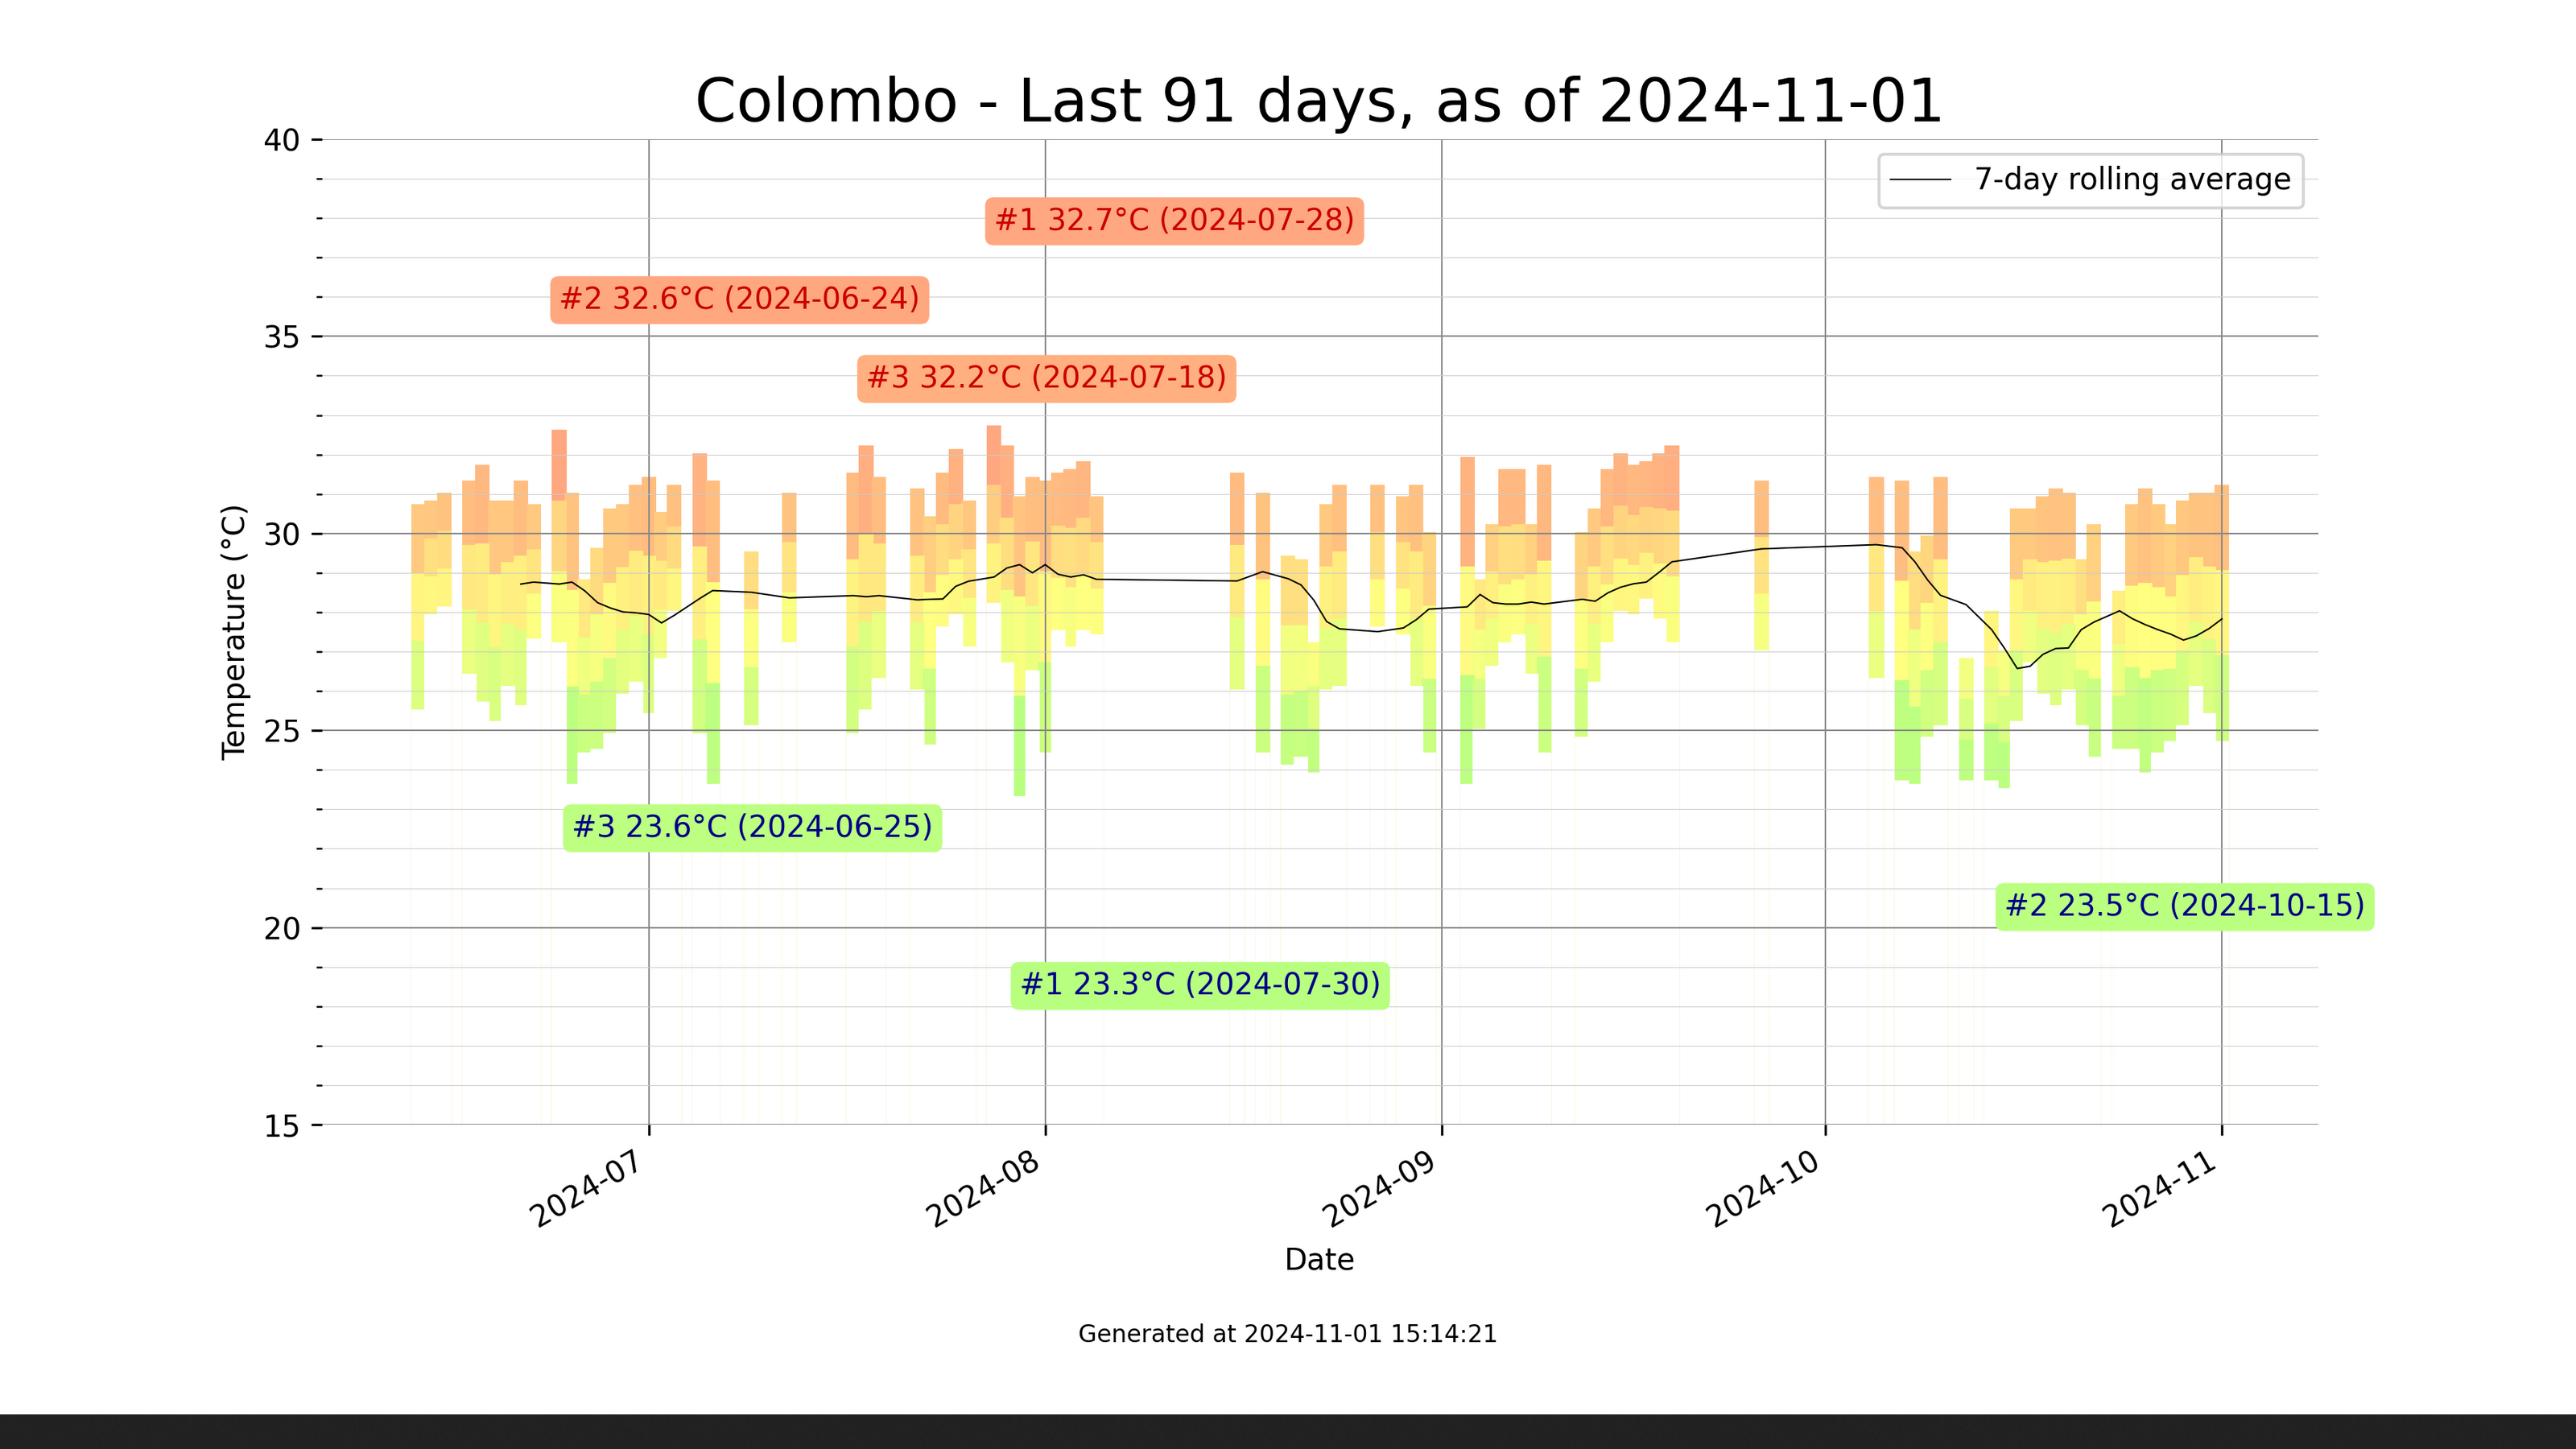 Colombo - Last 91 days, as of 2024-11-01
40
7-day rolling average
#1 32.7°C (2024-07-28)
#2 32.6°C (2024-06-24)
35
#3 32.2°C (2024-07-18)
30
Temperature (°C)
25
#3 23.6°C (2024-06-25)
#2 23.5°C (2024-10-15)
20
#1 23.3°C (2024-07-30)
15
2024-07
2024-08
2024-09
2024-10
2024-11
Date
Generated at 2024-11-01 15:14:21